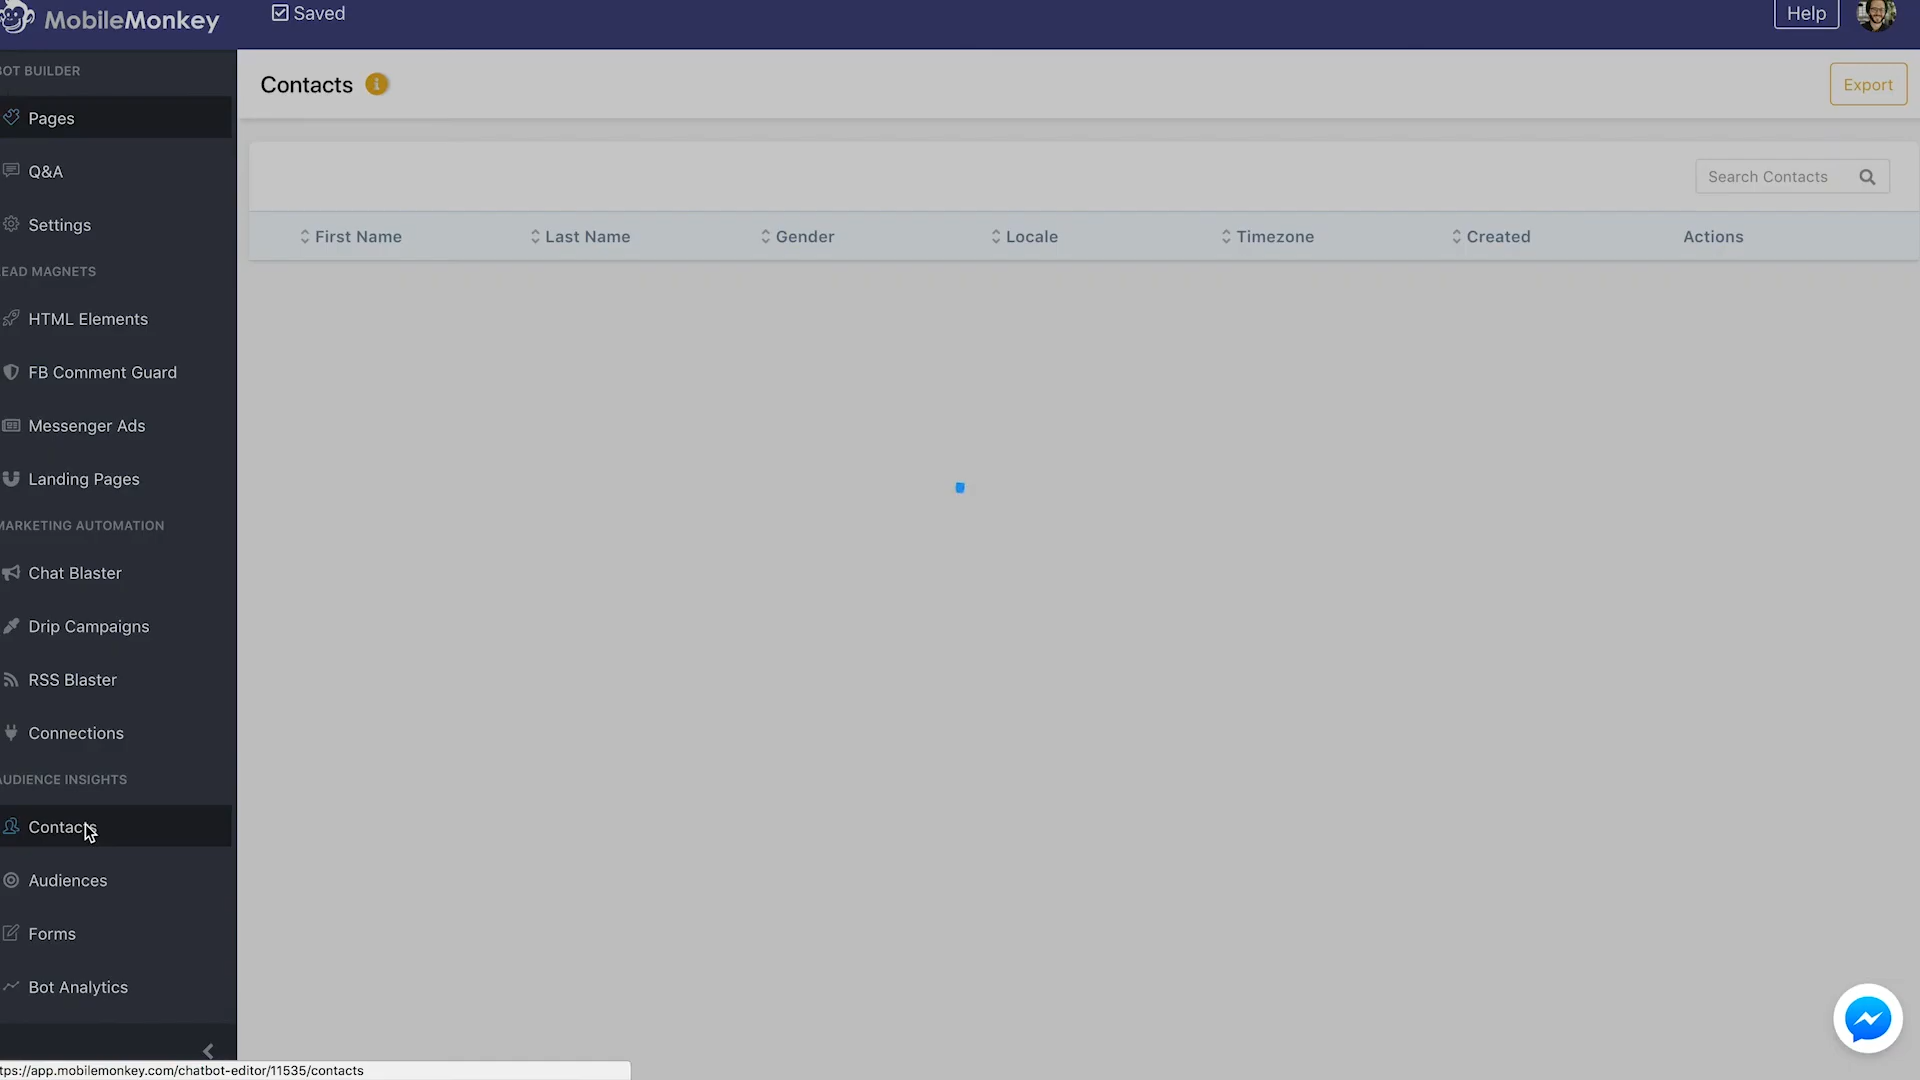 MobileMonkey
Saved
Help
OT BUILDER
Pages
Q&A
Settings
EAD MAGNETS
HTML Elements
FB Comment Guard
Messenger Ads
Landing Pages
MARKETING AUTOMATION
Chat Blaster
Drip Campaigns
RSS Blaster
Connections
AUDIENCE INSIGHTS
Contacts
Audiences
Forms
Bot Analytics
Contacts
Export
Search Contacts
First Name Last Name Gender Locale Timezone Created Actions
tps://app.mobilemonkey.com/chatbot-editor/11535/contacts